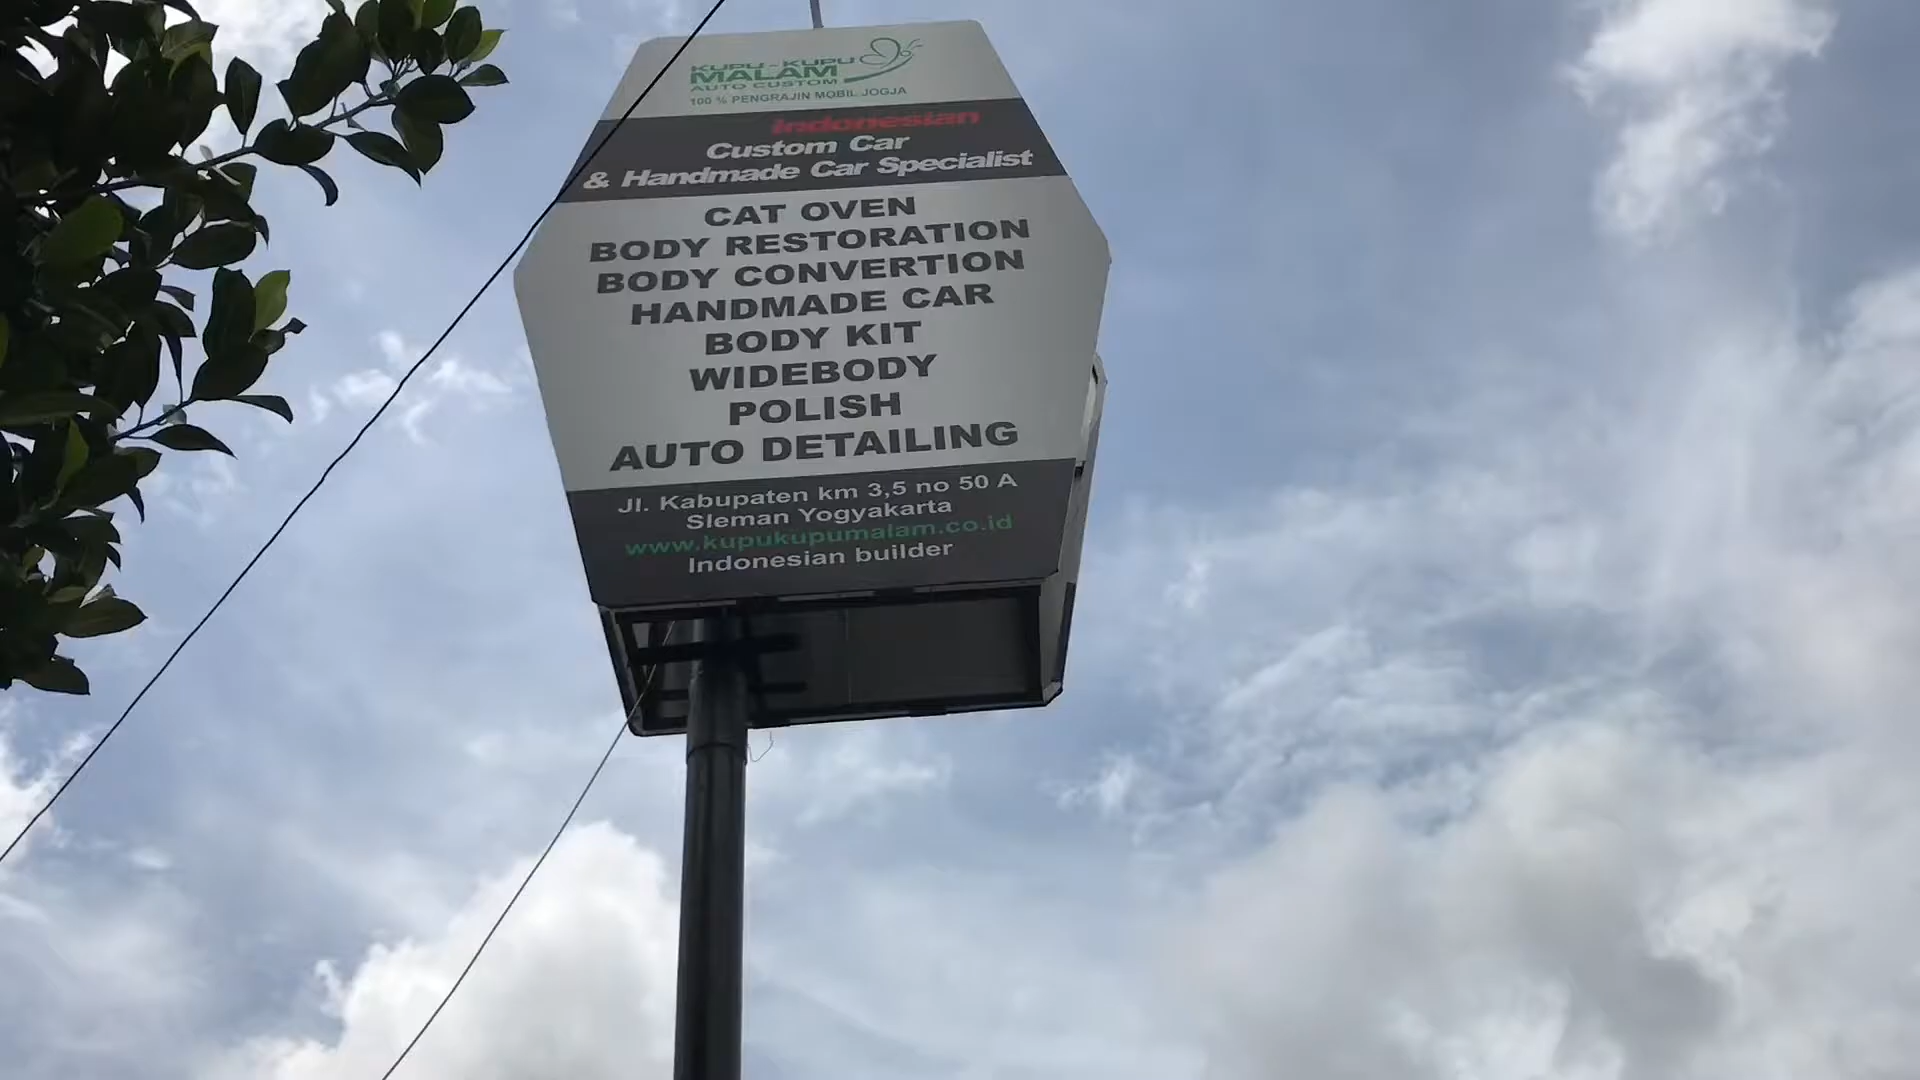 KUPU-KUPU
MALAM
AUTO CUSTOM
100 % PENGRAJIN MOBIL JOGJA
Indonesian
Custom Car
& Handmade Car Specialist
CAT OVEN
BODY RESTORATION
BODY CONVERTION
HANDMADE CAR
BODY KIT
WIDEBODY
POLISH
AUTO DETAILING
Jl. Kabupaten km 3,5 no 50 A
Sleman Yogyakarta
www.kupukupumalam.co.id
Indonesian builder